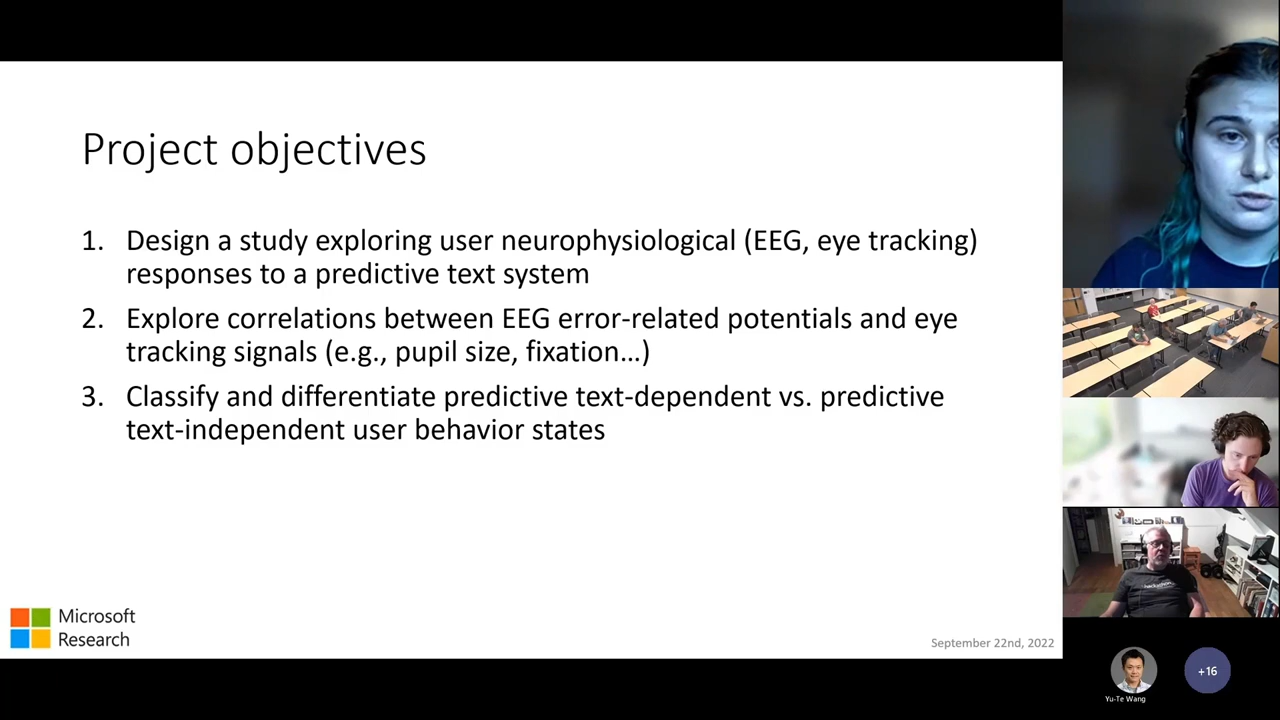 Project objectives
1. Design a study exploring user neurophysiological (EEG, eye tracking)
responses to a predictive text system
2. Explore correlations between EEG error-related potentials and eye
tracking signals (e.g., pupil size, fixation…)
3. Classify and differentiate predictive text-dependent vs. predictive
text-independent user behavior states
Microsoft
Research
September 22nd, 2022
Yu-Te Wang
+16